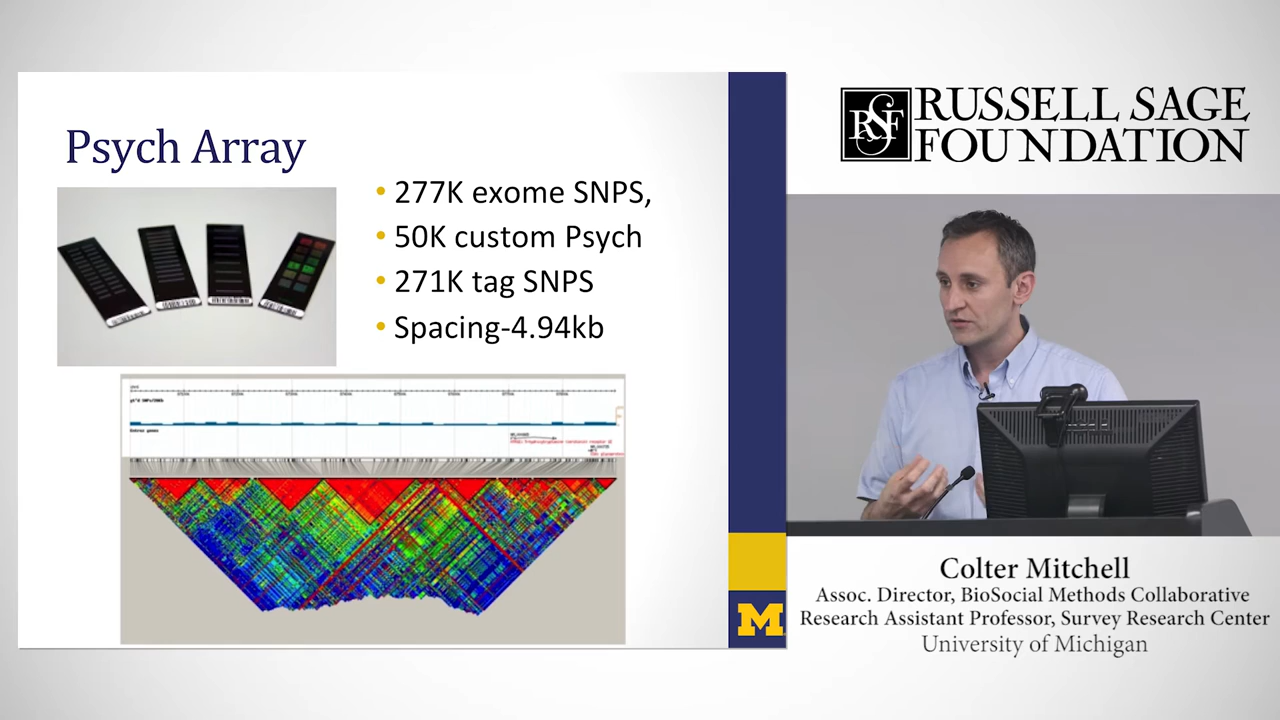 Psych Array
277K exome SNPS,
50K custom Psych
271K tag SNPS
Spacing-4.94kb
M
RSF
RUSSELL SAGE
FOUNDATION
Colter Mitchell
Assoc. Director, BioSocial Methods Collaborative
Research Assistant Professor, Survey Research Center
University of Michigan